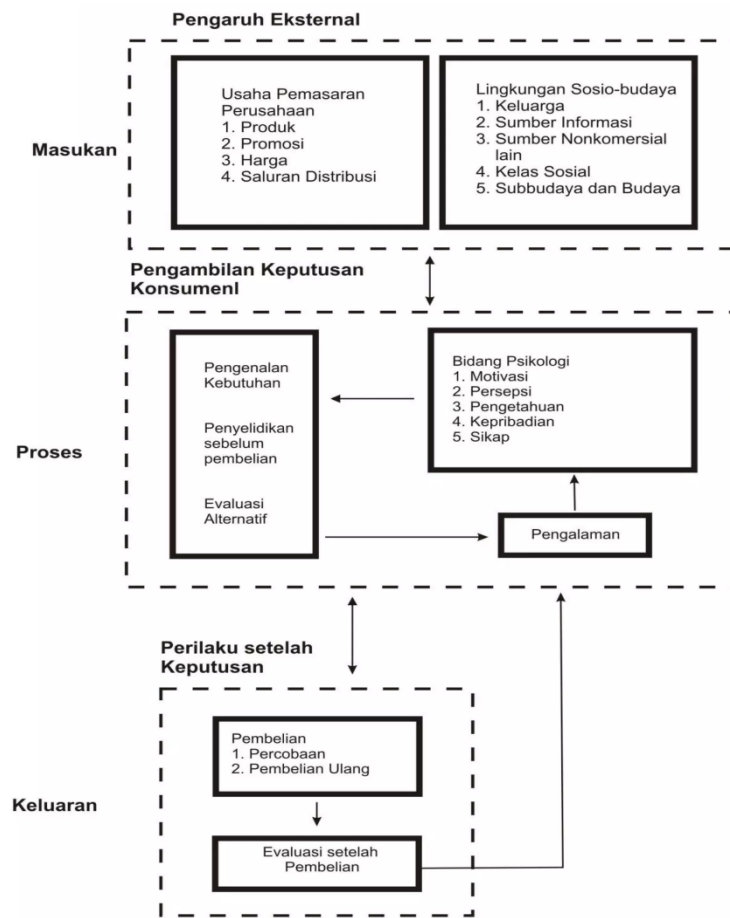 Pengaruh Eksternal
Masukan
Usaha Pemasaran
Perusahaan
1. Produk
2. Promosi
3. Harga
4. Saluran Distribusi
Lingkungan Sosio-budaya
1. Keluarga
2. Sumber Informasi
3. Sumber Nonkomersial
lain
4. Kelas Sosial
5. Subbudaya dan Budaya
Pengambilan Keputusan
Konsumenl
Proses
Pengenalan
Kebutuhan
Penyelidikan
sebelum
pembelian
Evaluasi
Alternatif
Bidang Psikologi
1. Motivasi
2. Persepsi
3. Pengetahuan
4. Kepribadian
5. Sikap
Pengalaman
Perilaku setelah
Keputusan
Keluaran
Pembelian
1. Percobaan
2. Pembelian Ulang
Evaluasi setelah
Pembelian